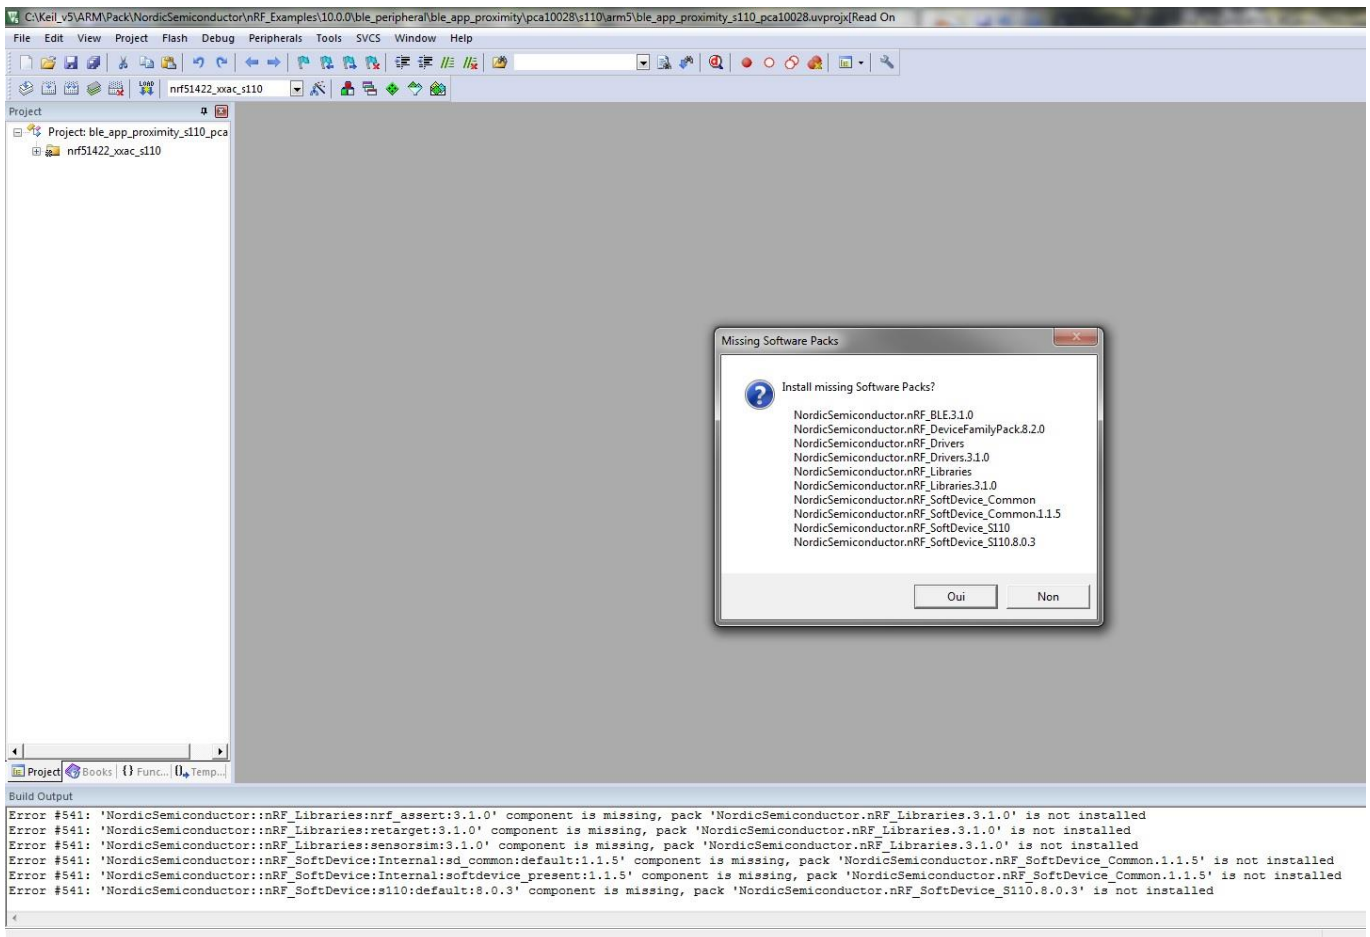 C:\Keil_v5\ARM\Pack\NordicSemiconductor\nRF_Examples\10.0.0\ble_peripheral\ble_app_proximity\pca10028\s110\arm5\ble_app_proximity_s110_pca10028.uvprojx [Read On
File Edit View Project Flash Debug Peripherals Tools SVCS Window Help
LOAD nrf51422_xxac_s110
Project
Project: ble_app_proximity_s110_pca
nrf51422_xxac_s110
Missing Software Packs
Install missing Software Packs?
NordicSemiconductor.nRF_BLE.3.1.0
NordicSemiconductor.nRF_DeviceFamilyPack.8.2.0
NordicSemiconductor.nRF_Drivers
NordicSemiconductor.nRF_Drivers.3.1.0
NordicSemiconductor.nRF_Libraries
NordicSemiconductor.nRF_Libraries.3.1.0
NordicSemiconductor.nRF_SoftDevice_Common
NordicSemiconductor.nRF_SoftDevice_Common.1.1.5
NordicSemiconductor.nRF_SoftDevice_S110
NordicSemiconductor.nRF_SoftDevice_S110.8.0.3
Oui Non
Project Books {} Func... 0 Temp...
Build Output
Error #541: 'NordicSemiconductor::nRF_Libraries:nrf_assert:3.1.0' component is missing, pack 'NordicSemiconductor.nRF_Libraries.3.1.0' is not installed
Error #541: 'NordicSemiconductor::nRF_Libraries:retarget:3.1.0' component is missing, pack 'NordicSemiconductor.nRF_Libraries.3.1.0' is not installed
Error #541: 'NordicSemiconductor::nRF_Libraries:sensorsim:3.1.0' component is missing, pack 'NordicSemiconductor.nRF_Libraries.3.1.0' is not installed
Error #541: 'NordicSemiconductor::nRF_SoftDevice:Internal:sd_common:default:1.1.5' component is missing, pack 'NordicSemiconductor.nRF_SoftDevice_Common.1.1.5' is not installed
Error #541: 'NordicSemiconductor::nRF_SoftDevice:Internal:softdevice_present:1.1.5' component is missing, pack 'NordicSemiconductor.nRF_SoftDevice_Common.1.1.5' is not installed
Error #541: 'NordicSemiconductor::nRF_SoftDevice:s110:default:8.0.3' component is missing, pack 'NordicSemiconductor.nRF_SoftDevice_S110.8.0.3' is not installed